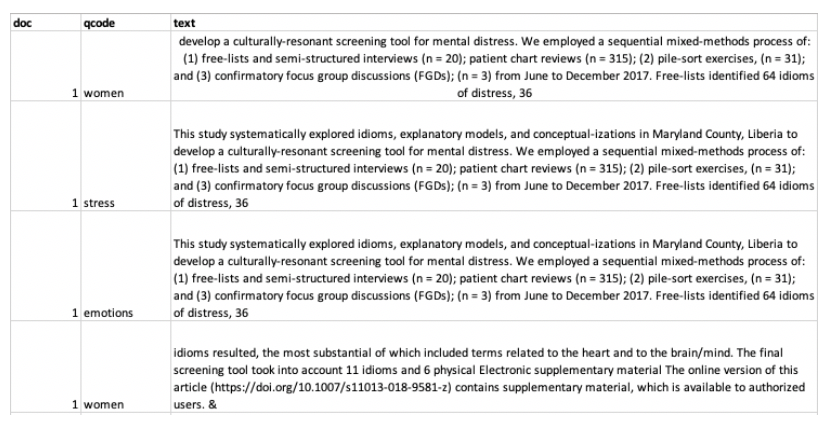 doc qcode text
develop a culturally-resonant screening tool for mental distress. We employed a sequential mixed-methods process of:
(1) free-lists and semi-structured interviews (n = 20); patient chart reviews (n = 315); (2) pile-sort exercises, (n = 31);
and (3) confirmatory focus group discussions (FGDs); (n = 3) from June to December 2017. Free-lists identified 64 idioms
1 women of distress, 36
This study systematically explored idioms, explanatory models, and conceptual-izations in Maryland County, Liberia to
develop a culturally-resonant screening tool for mental distress. We employed a sequential mixed-methods process of:
(1) free-lists and semi-structured interviews (n = 20); patient chart reviews (n = 315); (2) pile-sort exercises, (n = 31);
and (3) confirmatory focus group discussions (FGDs); (n = 3) from June to December 2017. Free-lists identified 64 idioms
1 stress of distress, 36
This study systematically explored idioms, explanatory models, and conceptual-izations in Maryland County, Liberia to
develop a culturally-resonant screening tool for mental distress. We employed a sequential mixed-methods process of:
(1) free-lists and semi-structured interviews (n = 20); patient chart reviews (n = 315); (2) pile-sort exercises, (n = 31);
and (3) confirmatory focus group discussions (FGDs); (n = 3) from June to December 2017. Free-lists identified 64 idioms
1 emotions of distress, 36
idioms resulted, the most substantial of which included terms related to the heart and to the brain/mind. The final
screening tool took into account 11 idioms and 6 physical Electronic supplementary material The online version of this
article (https://doi.org/10.1007/s11013-018-9581-z) contains supplementary material, which is available to authorized
1 women users. &